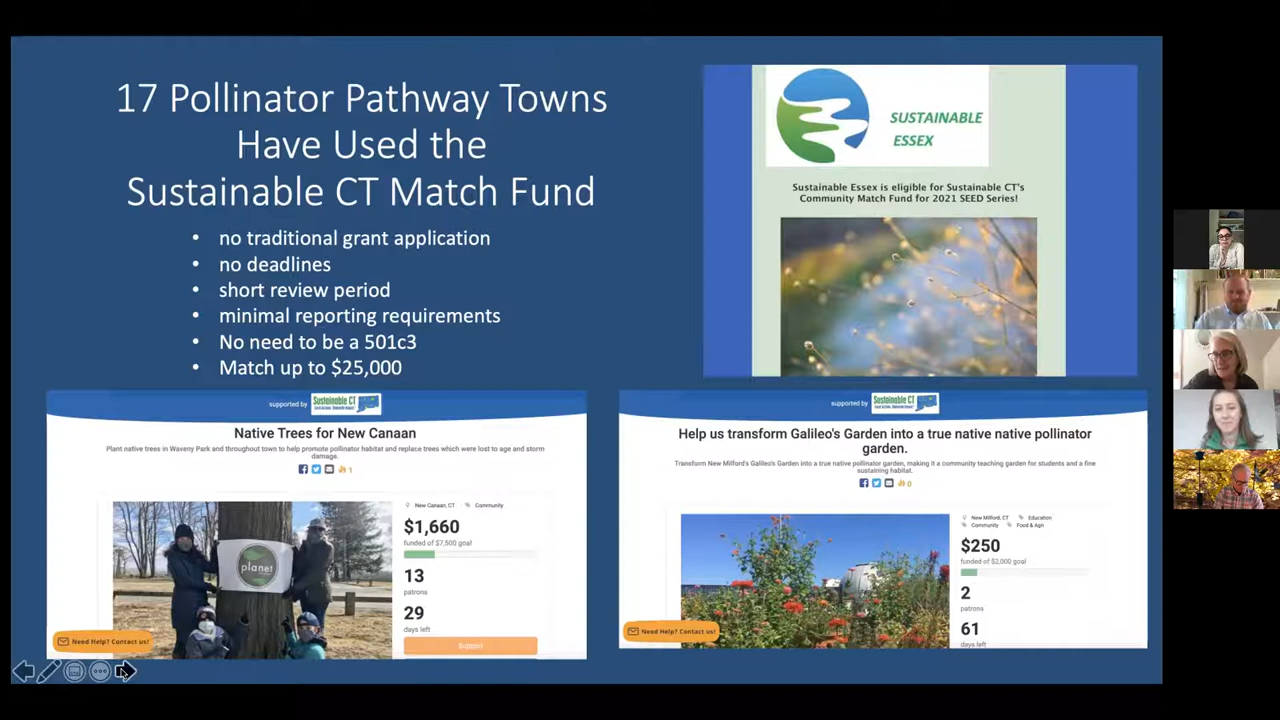 17 Pollinator Pathway Towns
Have Used the
Sustainable CT Match Fund
• no traditional grant application
• no deadlines
• short review period
• minimal reporting requirements
• No need to be a 501c3
• Match up to $25,000
SUSTAINABLE
ESSEX
Sustainable Essex is eligible for Sustainable CT's
Community Match Fund for 2021 SEED Series!
supported by Sustainable CT
Native Trees for New Canaan
Plant native trees in Waveny Park and throughout town to help promote pollinator habitat and replace trees which were lost to age and storm
damage.
1
New Canaan, CT Community
$1,660
funded of $7,500 goal
13
patrons
29
days left
Support
planet
Need Help? Contact us!
supported by Sustainable CT
Help us transform Galileo's Garden into a true native native pollinator
garden.
Transform New Milford's Galileo's Garden into a true native pollinator garden, making it a community teaching garden for students and a fine
sustaining habitat.
0
New Milford, CT Education
Community Food & Agn
$250
funded of $2,000 goal
2
patrons
61
days left
Need Help? Contact us!